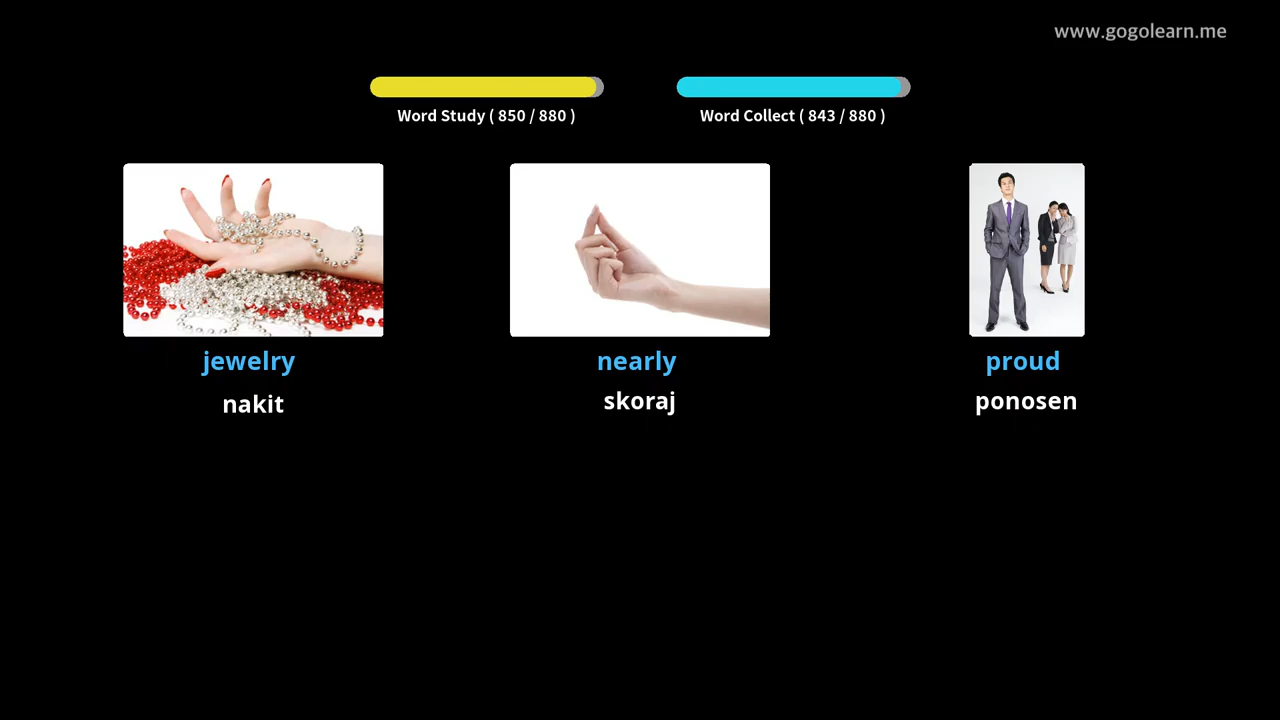 www.gogolearn.me
Word Study ( 850 / 880 )
Word Collect ( 843 / 880 )
jewelry
nearly
proud
nakit
skoraj
ponosen